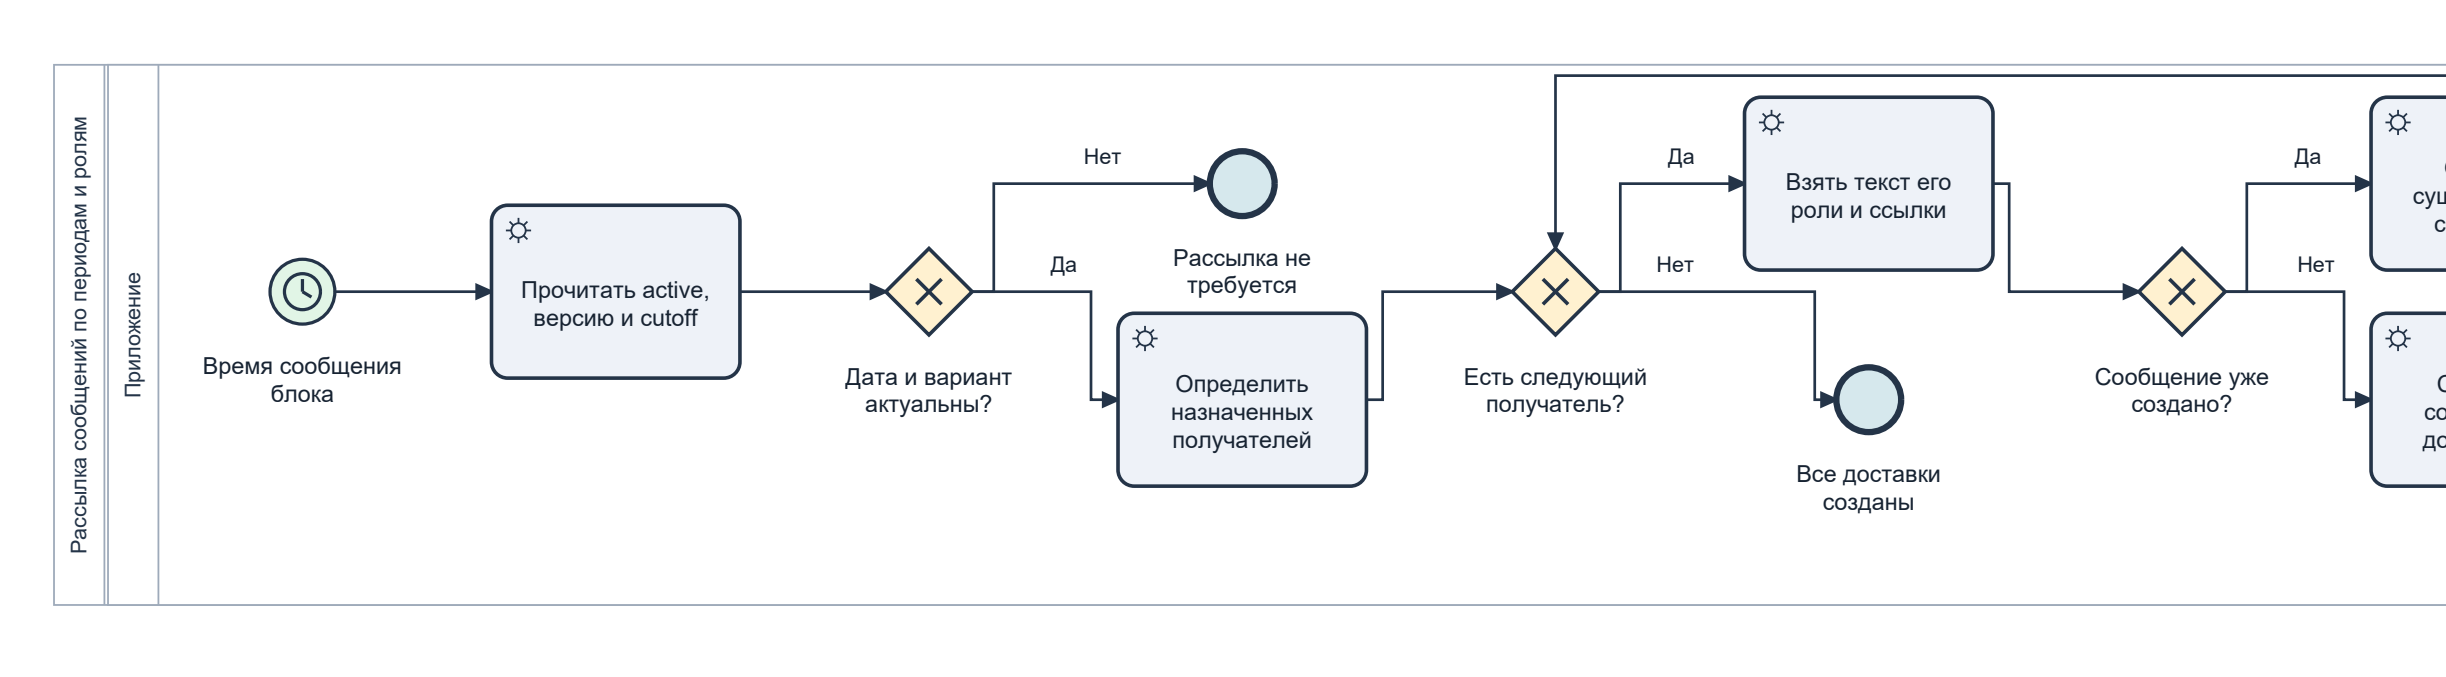 Рассылка сообщений по периодам и ролям
Приложение
Время сообщения
блока
Прочитать active,
версию и cutoff
Дата и вариант
актуальны?
Нет
Рассылка не
требуется
Да
Определить
назначенных
получателей
Есть следующий
получатель?
Да
Взять текст его
роли и ссылки
Нет
Все доставки
созданы
Сообщение уже
создано?
Да
Нет